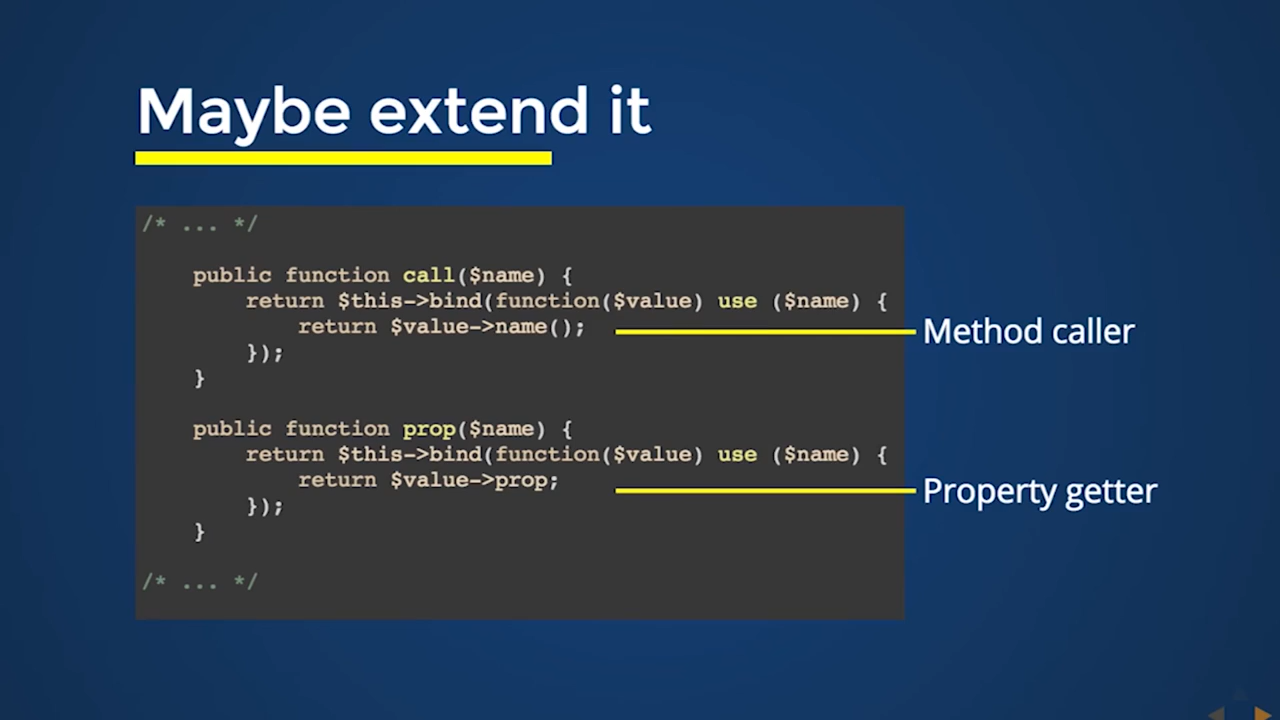 Maybe extend it
/* ... */
public function call($name) {
return $this->bind(function($value) use ($name) {
return $value->name();
});
}
Method caller
public function prop($name) {
return $this->bind(function($value) use ($name) {
return $value->prop;
});
}
Property getter
/* ... */